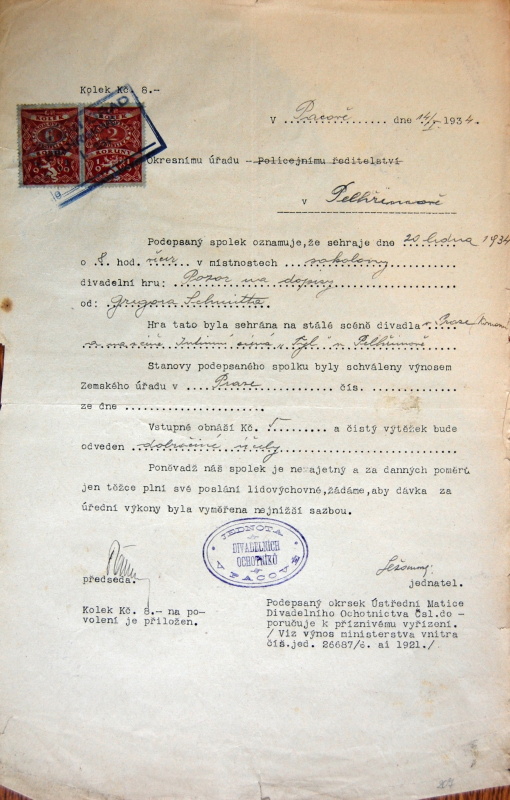 Kolek Kč. 8.-
V Pacově dne 14/I 1934.
Okresnímu úřadu - Policejnímu ředitelství
v Pelhřimově
Podepsaný spolek oznamuje,že sehraje dne 20 ledna 1934
o 8 hod. večer v místnostech sokolovny
divadelní hru: Pozor na dopisy
od: Gregora Schmitta
Hra tato byla sehrána na stálé scéně divadla v Praze/
scéna "Tyl" v Pelhřimově
Stanovy podepsaného spolku byly schváleny výnosem
Zemského úřadu v Praze čís.
ze dne
Vstupné obnáší Kč. 5 a čistý výtěžek bude
odveden dobročinné účely
Poněvadž náš spolek je nezajetný a za daných poměrů
jen těžce plní své poslání lidovýchovné,žádáme,aby dávka za
úřední výkony byla vyměřena nejnižší sazbou.
JEDNOTA
DIVADELNÍCH
OCHOTNÍKŮ
V PACOVĚ
předseda.
jednatel.
Kolek Kč. 8.- na po-
volení je přiložen.
Podepsaný okrsek Ústřední Matice
Divadelního Ochotnictva Čsl.do -
poručuje k příznivému vyřízení.
/ Viz výnos ministerstva vnitra
číš.jed. 26687/č. ai 1921./